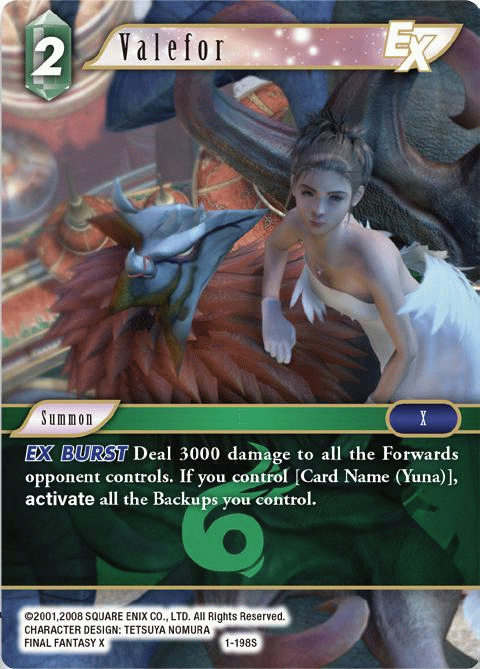 2
Valefor
EX
Summon
X
EX BURST Deal 3000 damage to all the Forwards
opponent controls. If you control [Card Name (Yuna)],
activate all the Backups you control.
©2001,2008 SQUARE ENIX CO., LTD. All Rights Reserved.
CHARACTER DESIGN: TETSUYA NOMURA
FINAL FANTASY X
1-198S